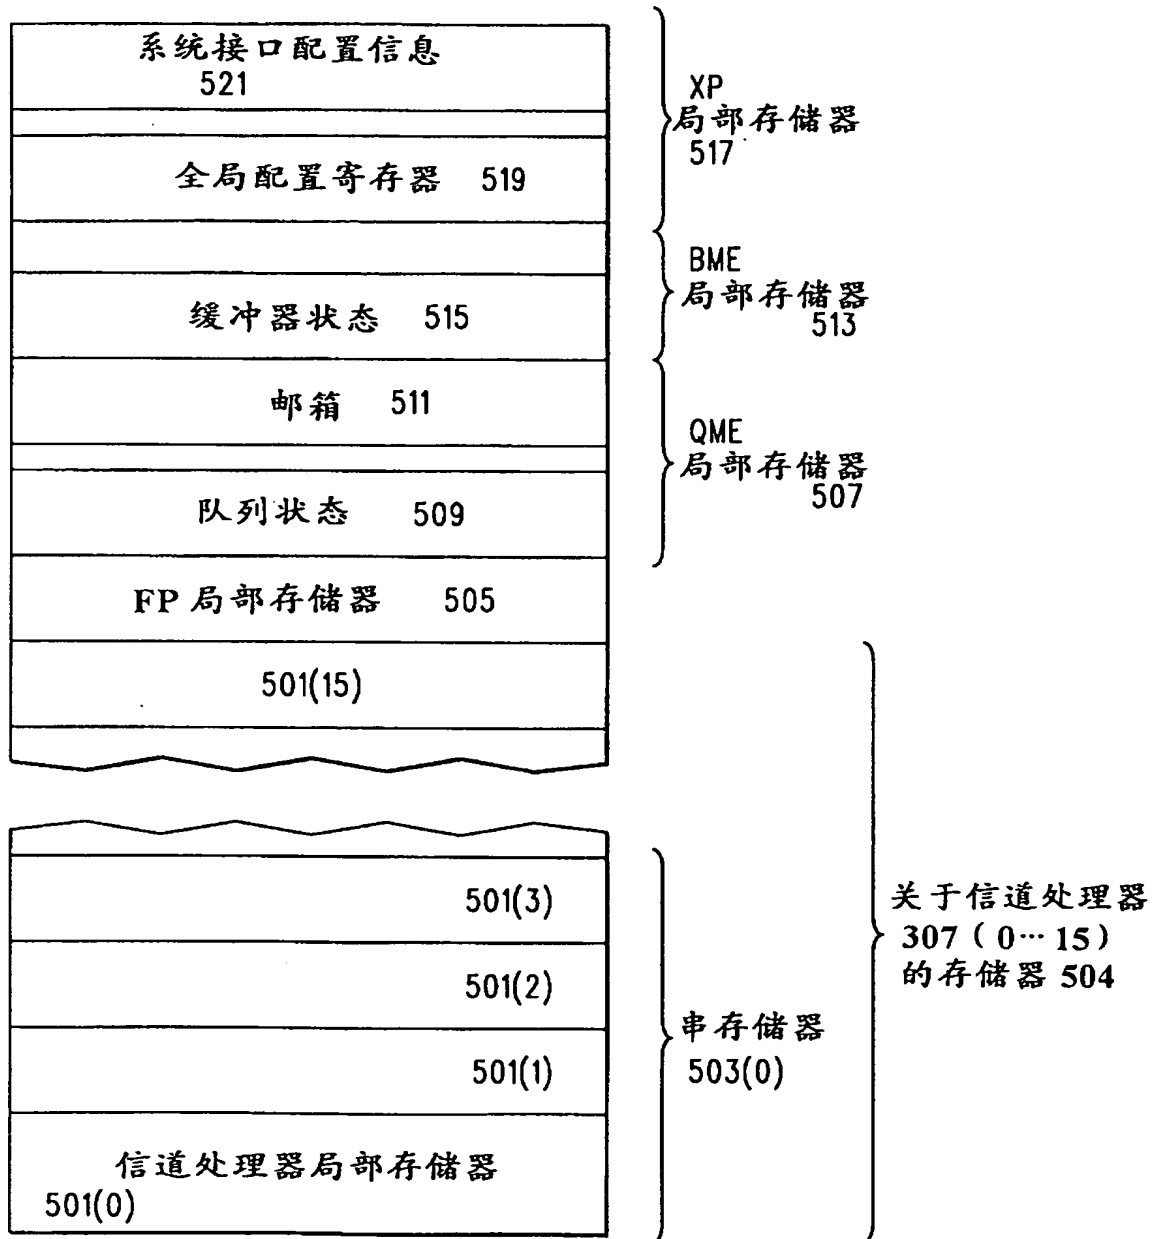 系统接口配置信息
521
全局配置寄存器 519
缓冲器状态 515
邮箱 511
队列状态 509
FP 局部存储器 505
501(15)
501(3)
501(2)
501(1)
信道处理器局部存储器
501(0)
XP
局部存储器
517
BME
局部存储器
513
QME
局部存储器
507
串存储器
503(0)
关于信道处理器
307（0…15）
的存储器 504